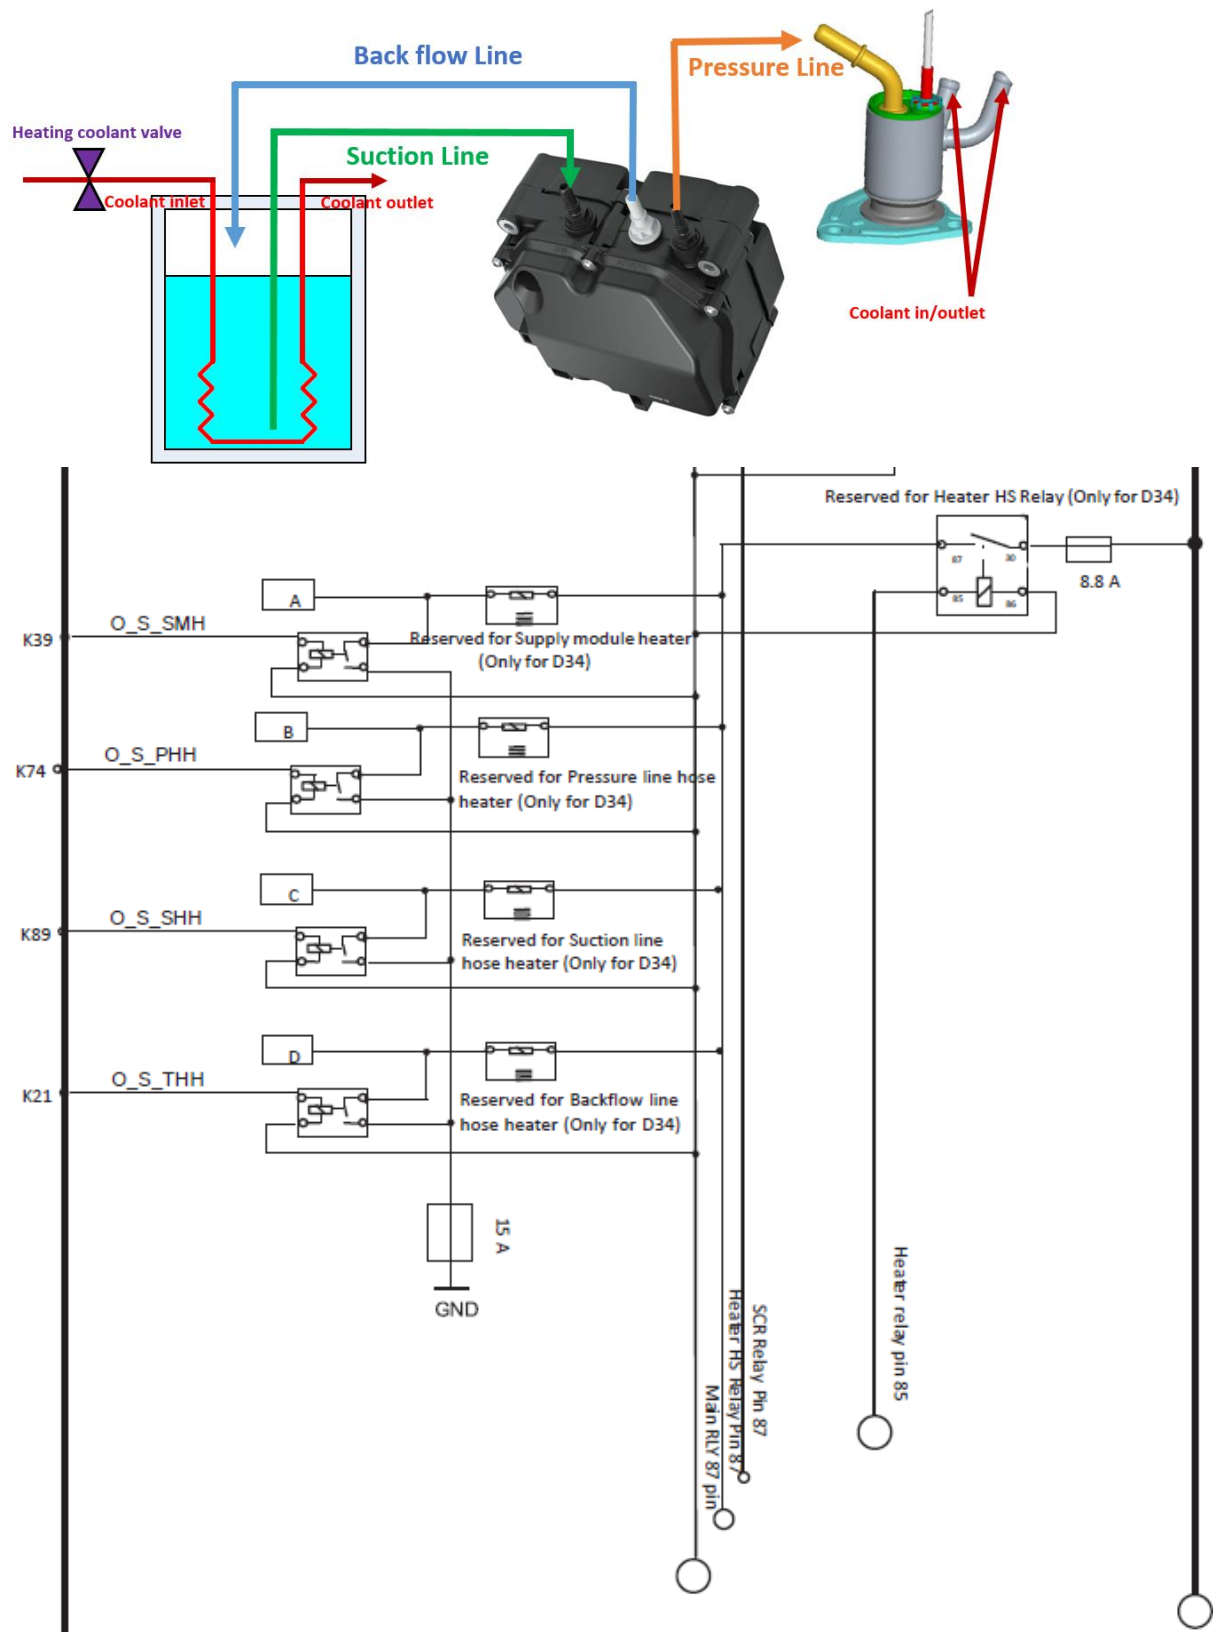 Back flow Line
Pressure Line
Heating coolant valve
Suction Line
Coolant inlet
Coolant outlet
Coolant in/outlet
Reserved for Heater HS Relay (Only for D34)
87
30
8.8 A
85
86
A
O_S_SMH
K39
Reserved for Supply module heater
(Only for D34)
B
O_S_PHH
K74
Reserved for Pressure line hose
heater (Only for D34)
C
O_S_SHH
K89
Reserved for Suction line
hose heater (Only for D34)
D
O_S_THH
K21
Reserved for Backflow line
hose heater (Only for D34)
15 A
GND
Heater relay pin 85
SCR Relay Pin 87
Heater HS Relay Pin 87
Main RLY 87 pin